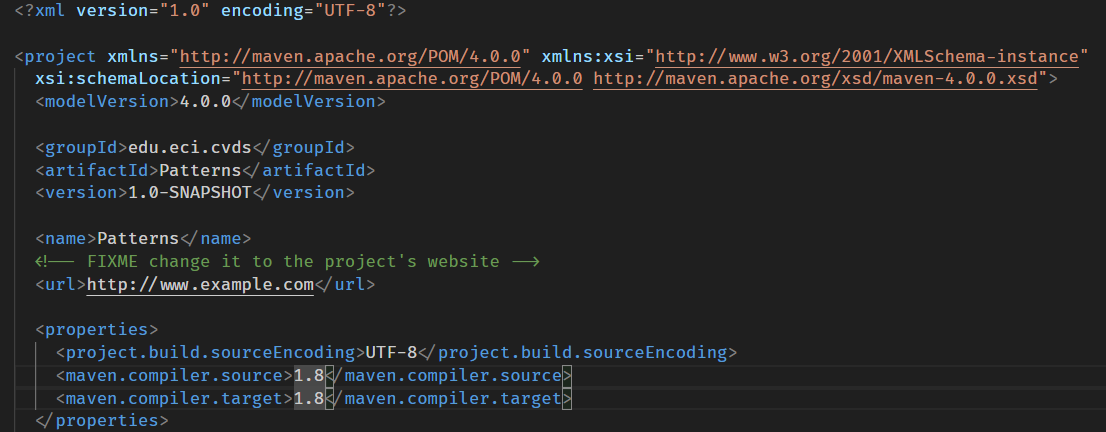 <?xml version="1.0" encoding="UTF-8"?>
<project xmlns="http://maven.apache.org/POM/4.0.0" xmlns:xsi="http://www.w3.org/2001/XMLSchema-instance"
xsi:schemaLocation="http://maven.apache.org/POM/4.0.0 http://maven.apache.org/xsd/maven-4.0.0.xsd">
<modelVersion>4.0.0</modelVersion>
<groupId>edu.eci.cvds</groupId>
<artifactId>Patterns</artifactId>
<version>1.0-SNAPSHOT</version>
<name>Patterns</name>
<!-- FIXME change it to the project's website -->
<url>http://www.example.com</url>
<properties>
<project.build.sourceEncoding>UTF-8</project.build.sourceEncoding>
<maven.compiler.source>1.8</maven.compiler.source>
<maven.compiler.target>1.8</maven.compiler.target>
</properties>